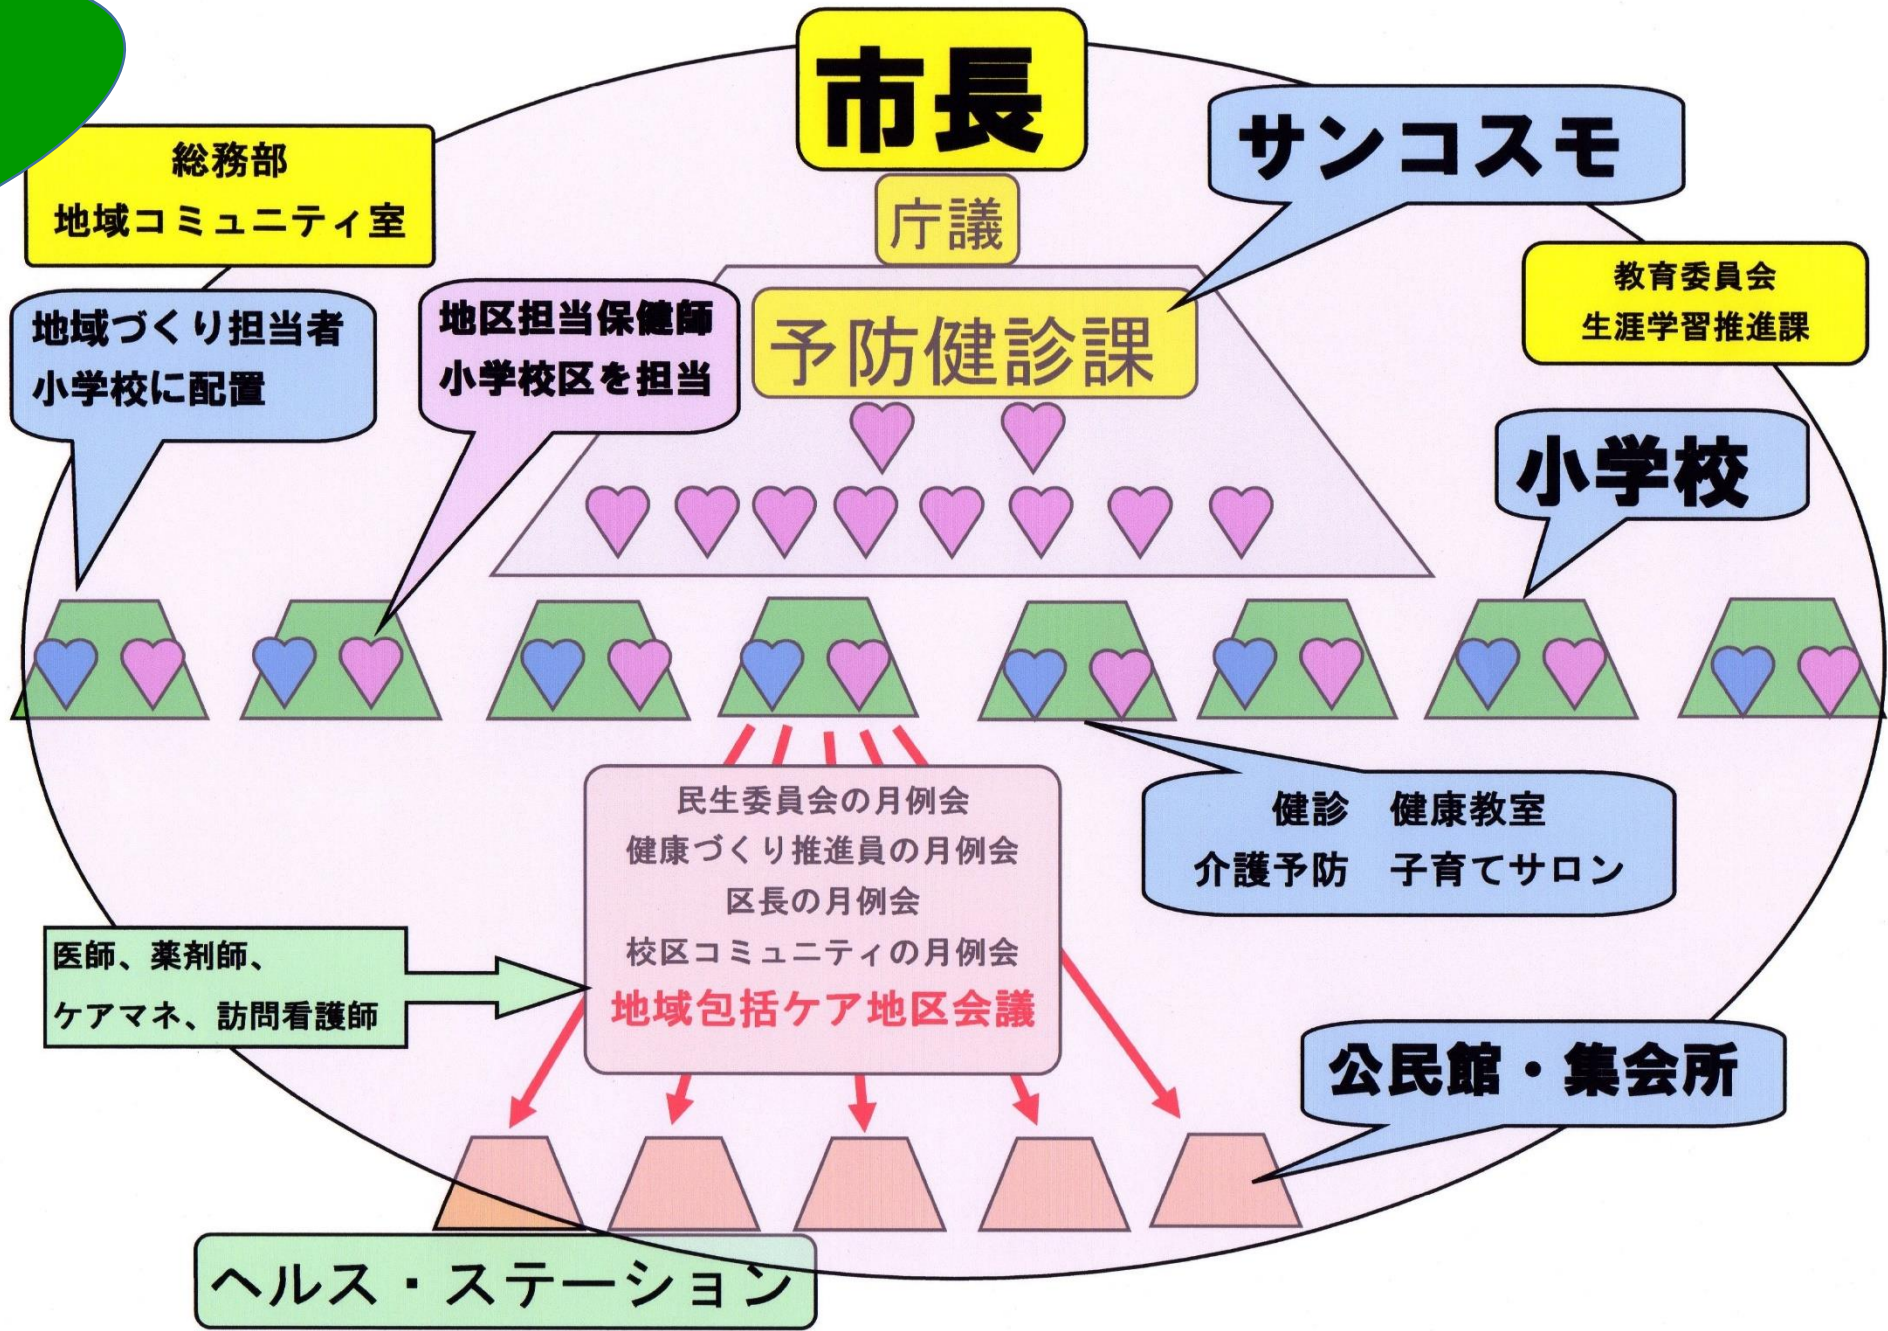 市長
サンコスモ
総務部
地域コミュニティ室
庁議
教育委員会
生涯学習推進課
地域づくり担当者
小学校に配置
地区担当保健師
小学校区を担当
予防健診課
小学校
民生委員会の月例会
健康づくり推進員の月例会
区長の月例会
校区コミュニティの月例会
地域包括ケア地区会議
健診 健康教室
介護予防 子育てサロン
医師、薬剤師、
ケアマネ、訪問看護師
公民館・集会所
ヘルス・ステーション